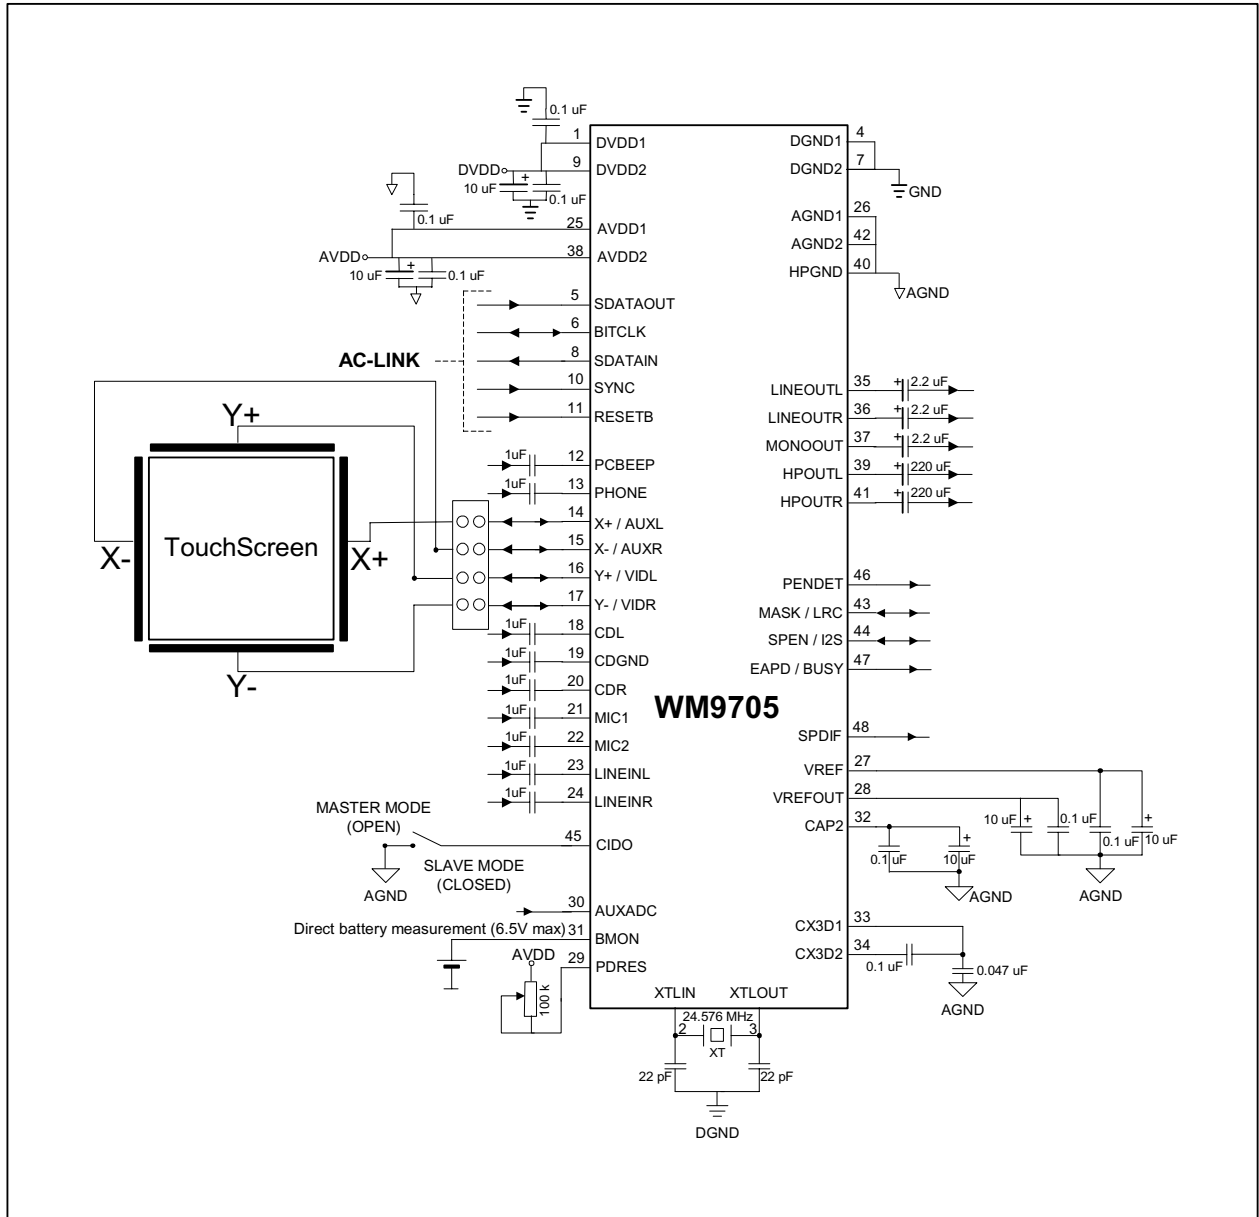 0.1 uF
1 DVDD1
DVDD 9 DVDD2
10 uF + 0.1 uF
0.1 uF
25 AVDD1
AVDD 38 AVDD2
10 uF + 0.1 uF
5 SDATAOUT
6 BITCLK
AC-LINK 8 SDATAIN
10 SYNC
11 RESETB
1uF 12 PCBEEP
1uF 13 PHONE
14 X+ / AUXL
15 X- / AUXR
16 Y+ / VIDL
17 Y- / VIDR
1uF 18 CDL
1uF 19 CDGND
1uF 20 CDR
1uF 21 MIC1
1uF 22 MIC2
1uF 23 LINEINL
1uF 24 LINEINR
Y+
X- TouchScreen X+
Y-
MASTER MODE
(OPEN)
45 CIDO
SLAVE MODE
(CLOSED)
AGND
30 AUXADC
Direct battery measurement (6.5V max) 31 BMON
AVDD 29 PDRES
100 k
WM9705
DGND1 4
DGND2 7
GND
AGND1 26
AGND2 42
HPGND 40
AGND
LINEOUTL 35 + 2.2 uF
LINEOUTR 36 + 2.2 uF
MONOOUT 37 + 2.2 uF
HPOUTL 39 + 220 uF
HPOUTR 41 + 220 uF
PENDET 46
MASK / LRC 43
SPEN / I2S 44
EAPD / BUSY 47
SPDIF 48
VREF 27
VREFOUT 28
10 uF + 0.1 uF 0.1 uF + 10 uF
AGND
CAP2 32
0.1 uF + 10 uF
AGND
CX3D1 33
CX3D2 34
0.1 uF 0.047 uF
AGND
XTLIN XTLOUT
24.576 MHz
2 3
XT
22 pF 22 pF
DGND